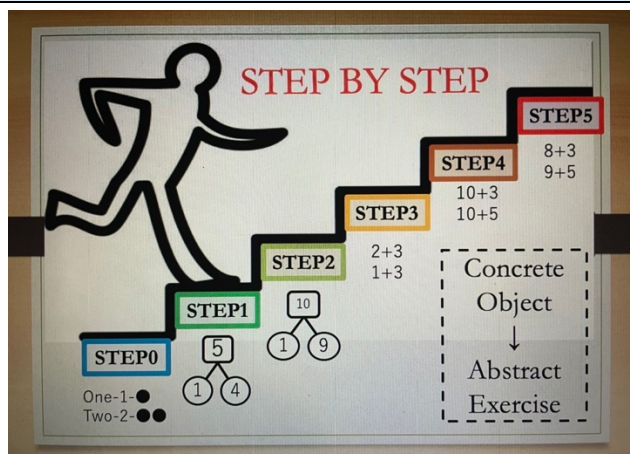 STEP BY STEP
STEP5
8+3
9+5
STEP4
10+3
10+5
STEP3
2+3
1+3
STEP2
10
1 9
STEP1
5
1 4
STEP0
One-1-●
Two-2-●●
Concrete
Object
↓
Abstract
Exercise